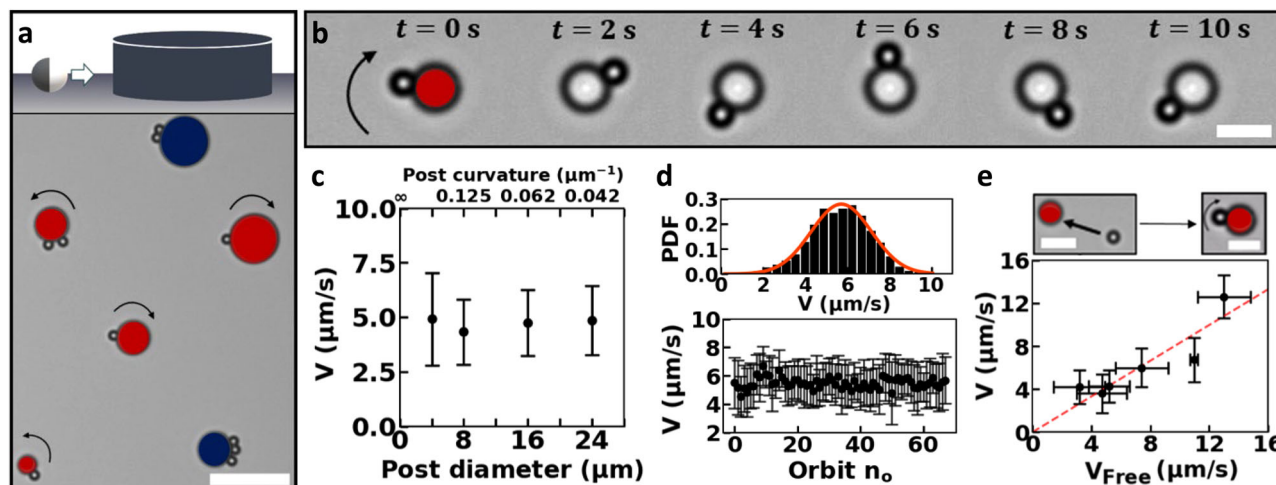 a
b
t = 0 s
t = 2 s
t = 4 s
t = 6 s
t = 8 s
t = 10 s
c
Post curvature (μm⁻¹)
∞ 0.125 0.062 0.042
10.0
7.5
5.0
2.5
0.0
V (μm/s)
0 8 16 24
Post diameter (μm)
d
0.3
0.2
0.1
0.0
PDF
0 2 4 6 8 10
V (μm/s)
10
8
6
4
2
V (μm/s)
0 20 40 60
Orbit nₒ
e
16
12
8
4
0
V (μm/s)
0 4 8 12 16
V_Free (μm/s)